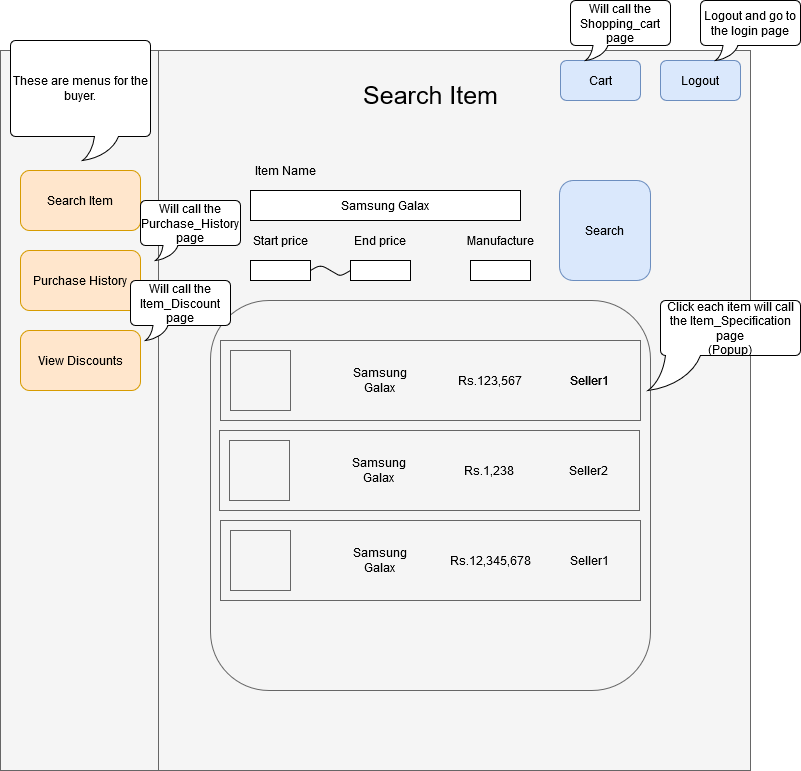 Will call the
Shopping_cart
page
Logout and go to
the login page
These are menus for the
buyer.
Cart
Logout
Search Item
Item Name
Search Item
Samsung Galax
Will call the
Purchase_History
page
Search
Start price
End price
Manufacture
Purchase History
Will call the
Item_Discount
page
Click each item will call
the Item_Specification
page
(Popup)
View Discounts
Samsung
Galax
Rs.123,567
Seller1
Samsung
Galax
Rs.1,238
Seller2
Samsung
Galax
Rs.12,345,678
Seller1